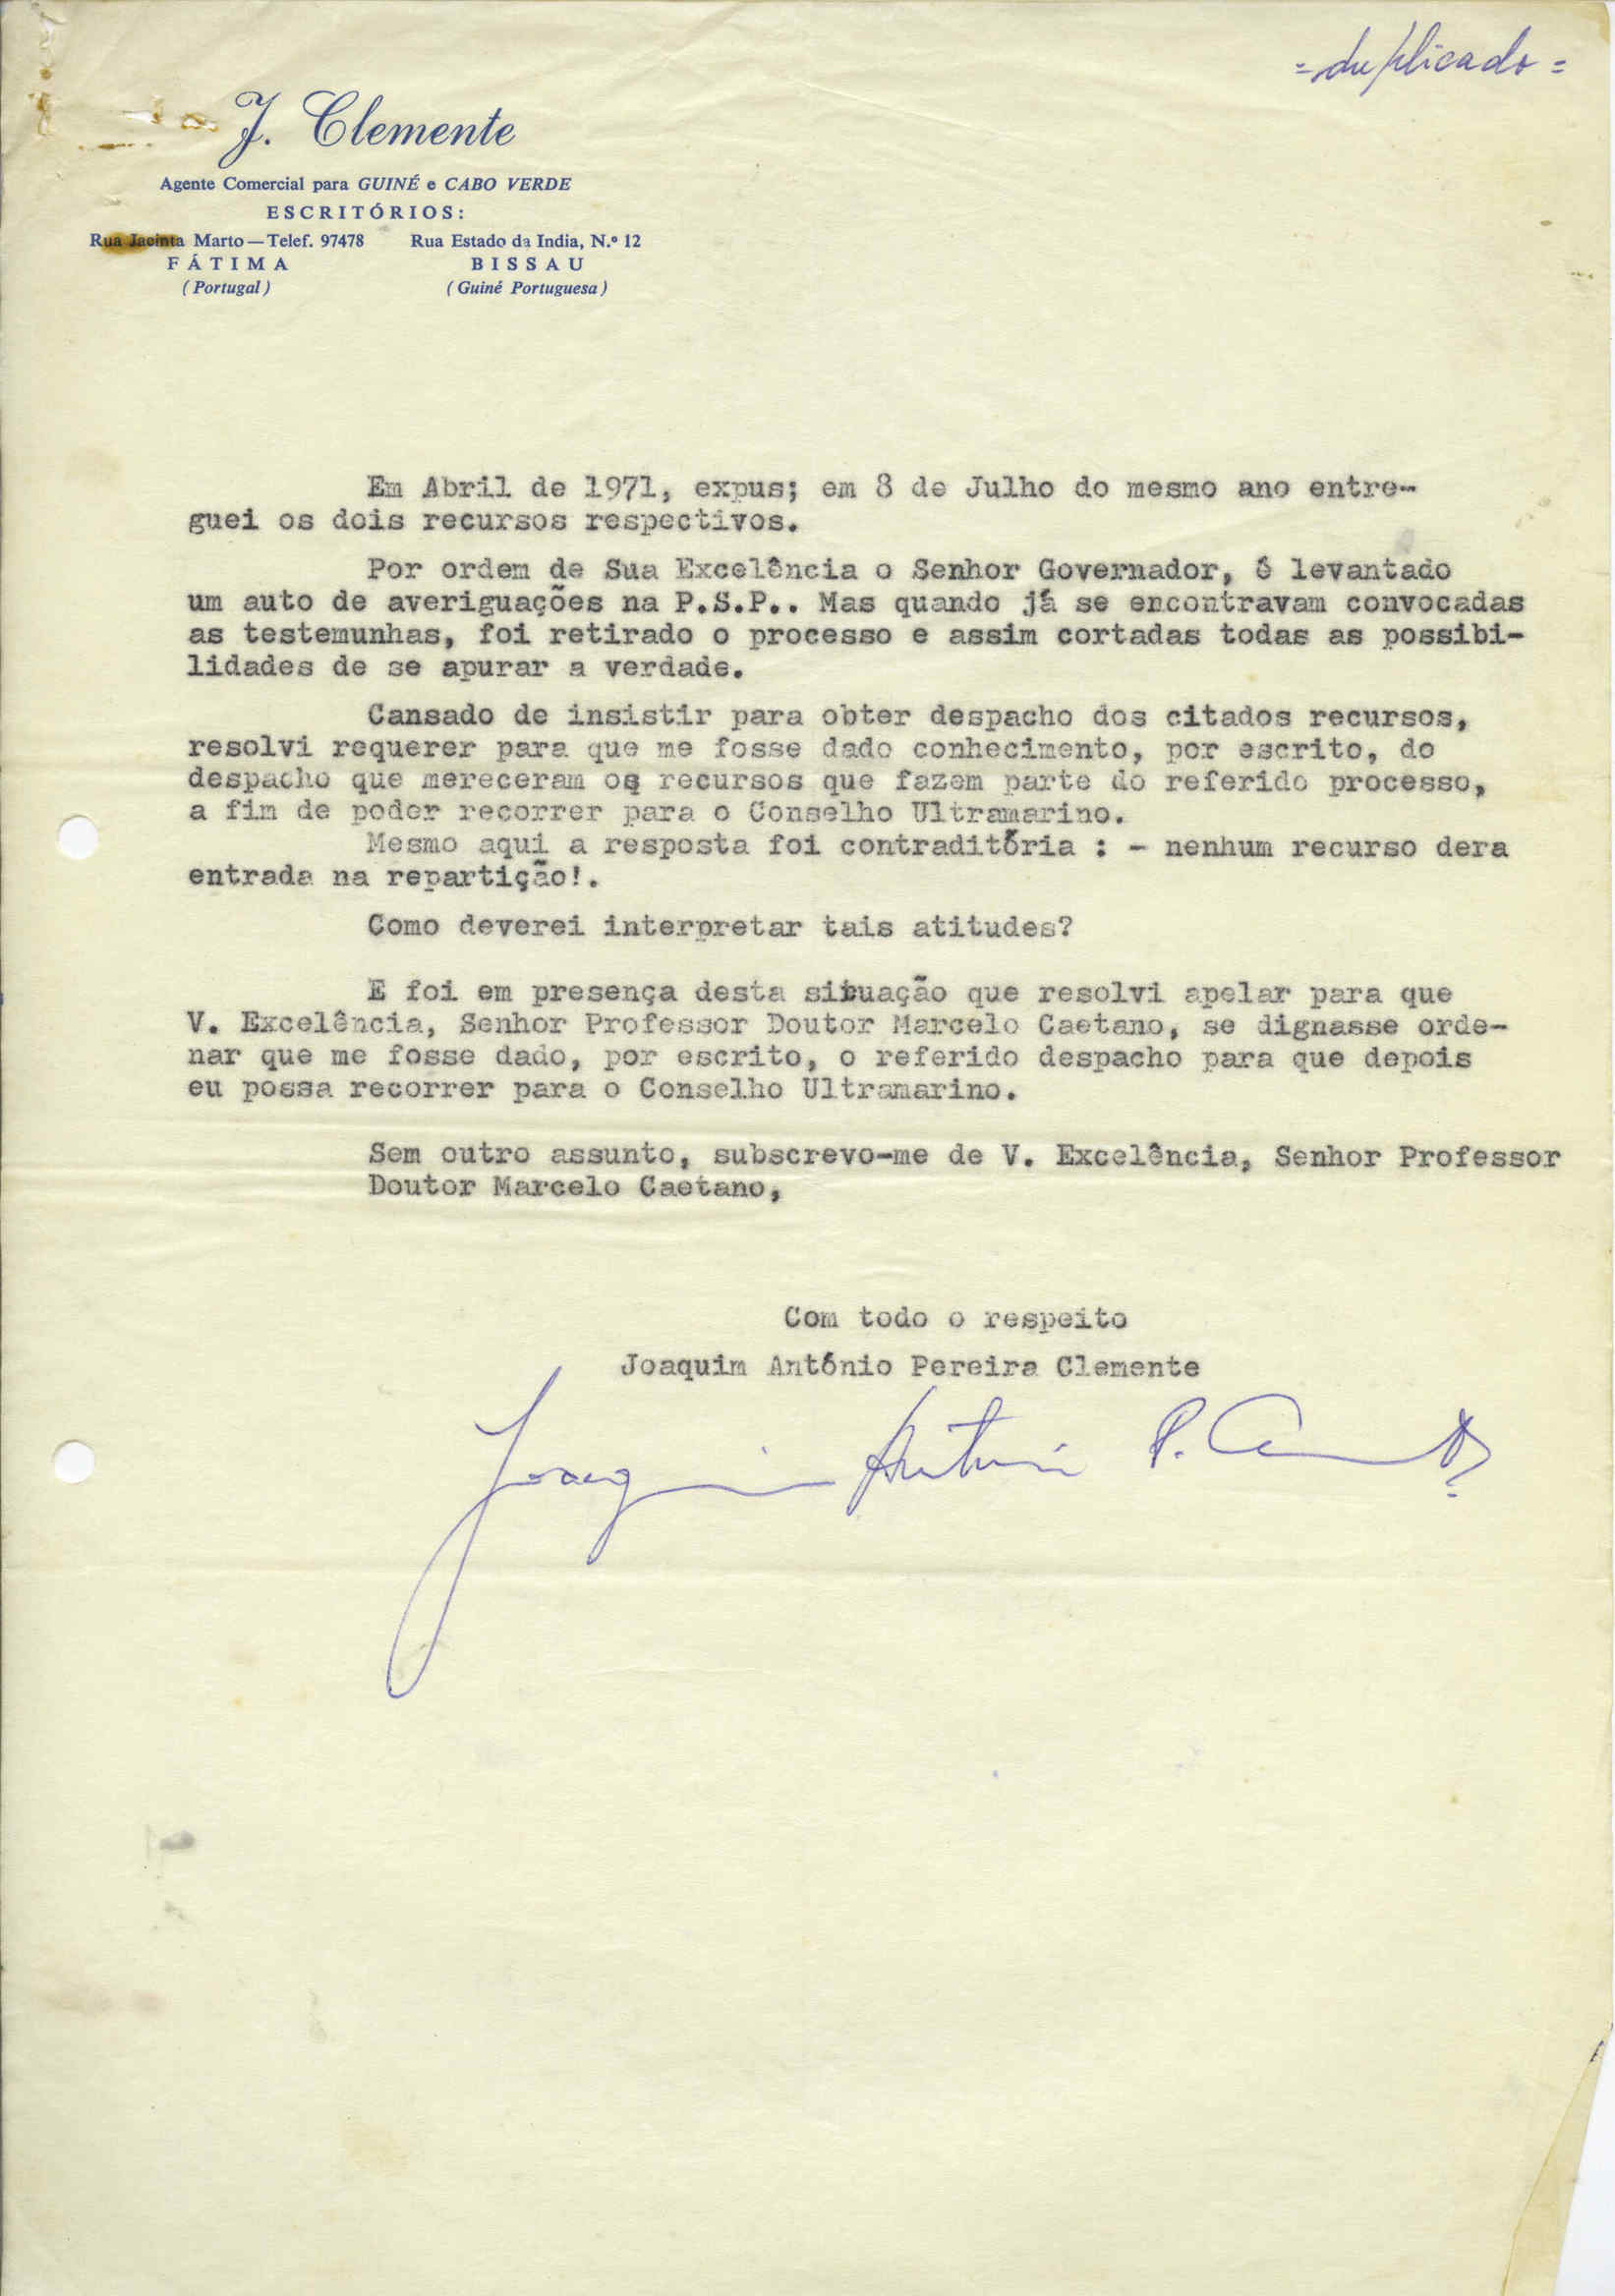 = duplicado =
J. Clemente
Agente Comercial para GUINÉ e CABO VERDE
ESCRITÓRIOS:
Rua Jacinta Marto — Telef. 97478 Rua Estado da India, N.º 12
FÁTIMA BISSAU
(Portugal) (Guiné Portuguesa)
Em Abril de 1971, expus; em 8 de Julho do mesmo ano entre-
guei os dois recursos respectivos.
Por ordem de Sua Excelência o Senhor Governador, é levantado
um auto de averiguações na P.S.P.. Mas quando já se encontravam convocadas
as testemunhas, foi retirado o processo e assim cortadas todas as possibi-
lidades de se apurar a verdade.
Cansado de insistir para obter despacho dos citados recursos,
resolvi requerer para que me fosse dado conhecimento, por escrito, do
despacho que mereceram os recursos que fazem parte do referido processo,
a fim de poder recorrer para o Conselho Ultramarino.
Mesmo aqui a resposta foi contraditória : - nenhum recurso dera
entrada na repartição!.
Como deverei interpretar tais atitudes?
E foi em presença desta situação que resolvi apelar para que
V. Excelência, Senhor Professor Doutor Marcelo Caetano, se dignasse orde-
nar que me fosse dado, por escrito, o referido despacho para que depois
eu possa recorrer para o Conselho Ultramarino.
Sem outro assunto, subscrevo-me de V. Excelência, Senhor Professor
Doutor Marcelo Caetano,
Com todo o respeito
Joaquim António Pereira Clemente
Joaquim António P. Clemente